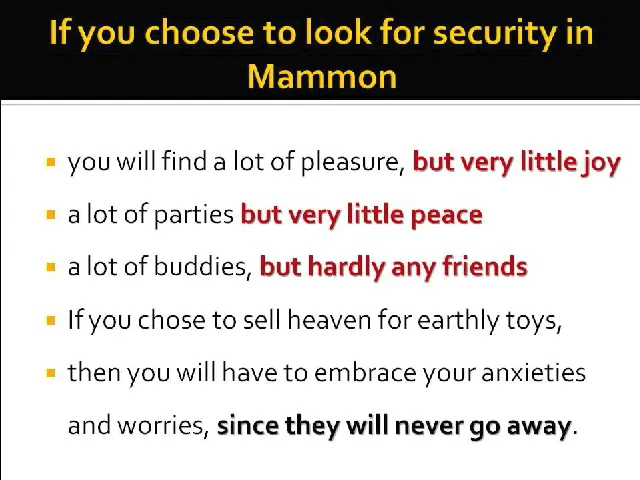 If you choose to look for security in
Mammon
▪ you will find a lot of pleasure, but very little joy
▪ a lot of parties but very little peace
▪ a lot of buddies, but hardly any friends
▪ If you chose to sell heaven for earthly toys,
▪ then you will have to embrace your anxieties
and worries, since they will never go away.